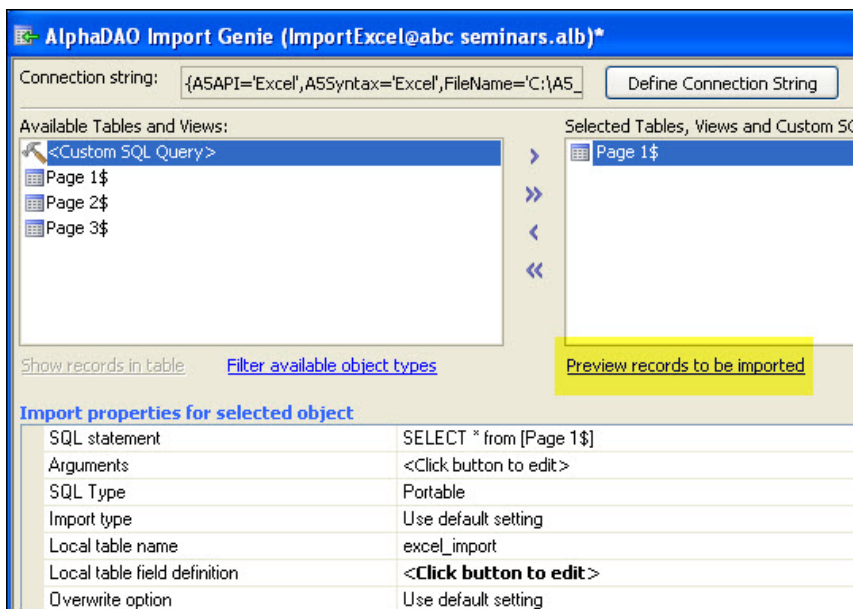 AlphaDAO Import Genie (ImportExcel@abc seminars.alb)*
Connection string: {A5API='Excel',A5Syntax='Excel',FileName='C:\A5_ Define Connection String
Available Tables and Views: Selected Tables, Views and Custom SQ
<Custom SQL Query> Page 1$
Page 1$
Page 2$
Page 3$
Show records in table Filter available object types Preview records to be imported
Import properties for selected object
SQL statement SELECT * from [Page 1$]
Arguments <Click button to edit>
SQL Type Portable
Import type Use default setting
Local table name excel_import
Local table field definition <Click button to edit>
Overwrite option Use default setting